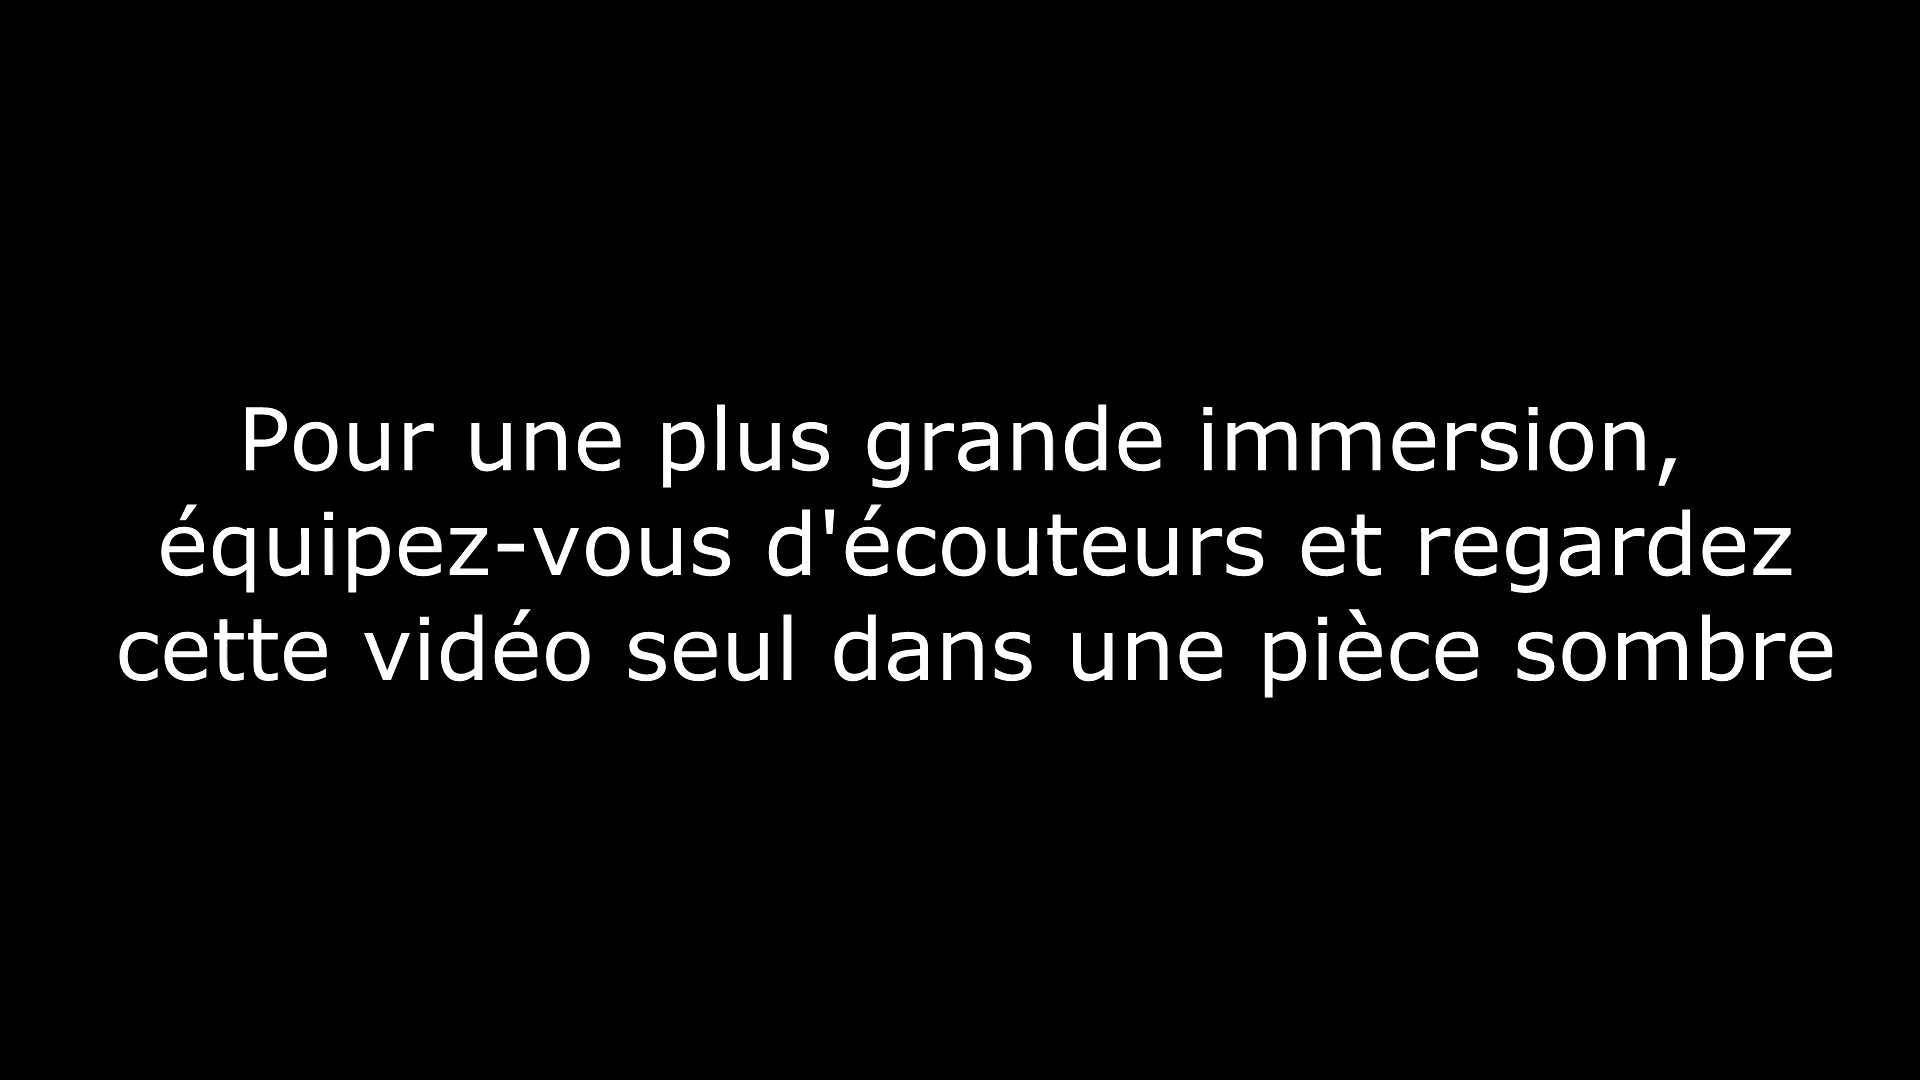 Pour une plus grande immersion,
équipez-vous d'écouteurs et regardez
cette vidéo seul dans une pièce sombre